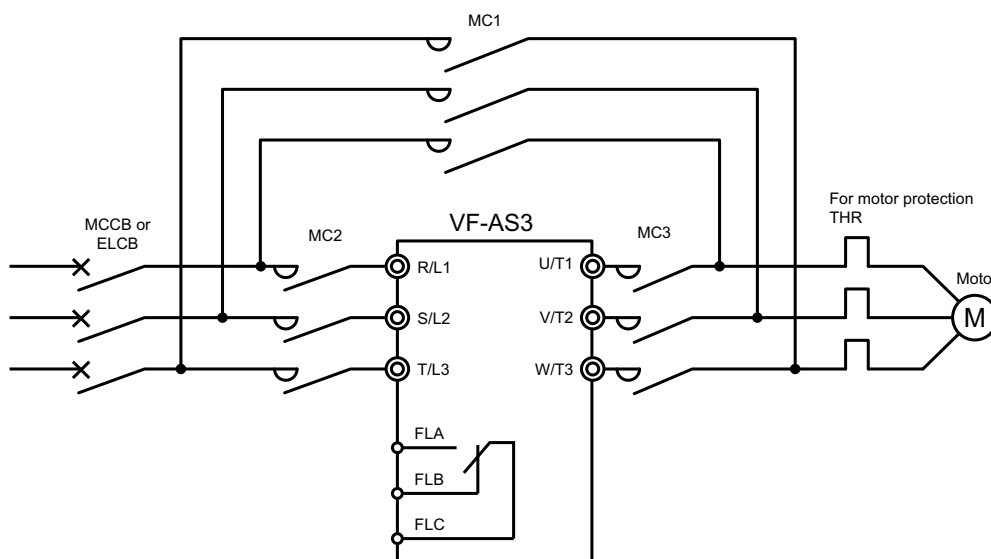 MC1
MCCB or
ELCB
MC2
VF-AS3
MC3
For motor protection
THR
R/L1
U/T1
Moto
S/L2
V/T2
M
T/L3
W/T3
FLA
FLB
FLC